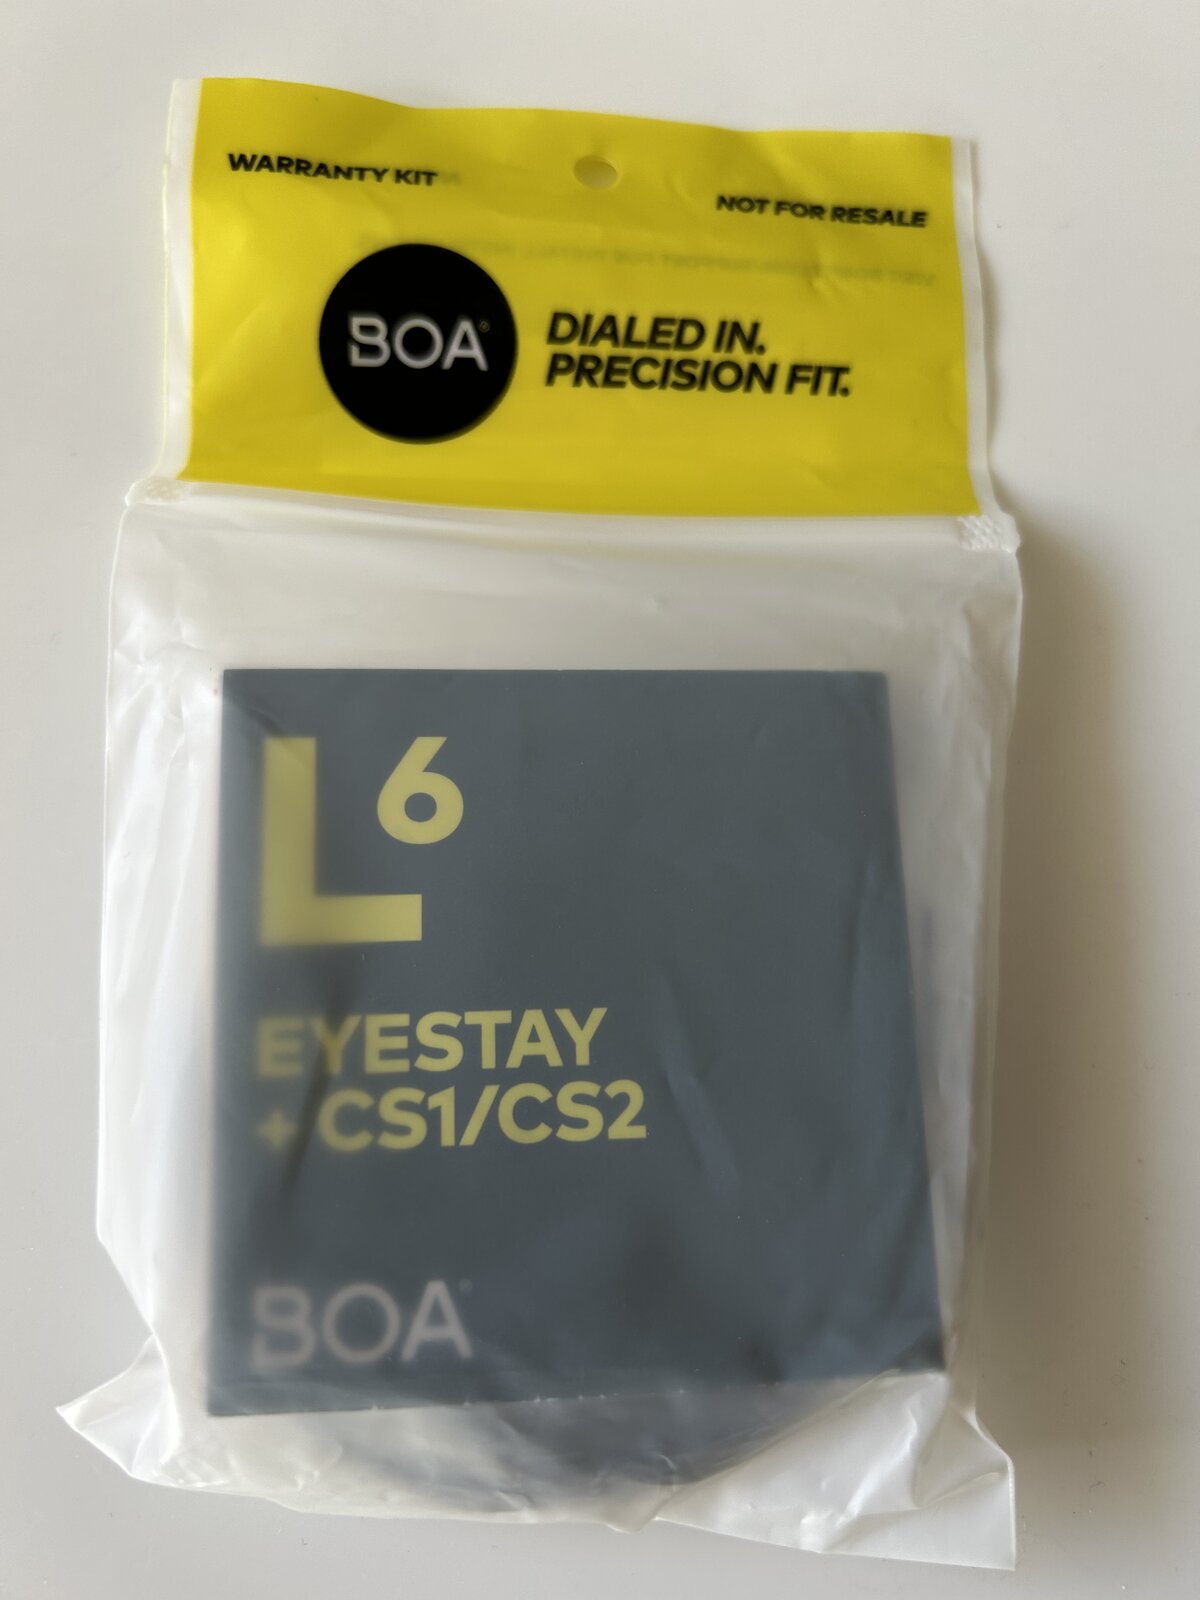 WARRANTY KIT
NOT FOR RESALE
BOA®
DIALED IN.
PRECISION FIT.
L6
EYESTAY
+ CS1/CS2
BOA®